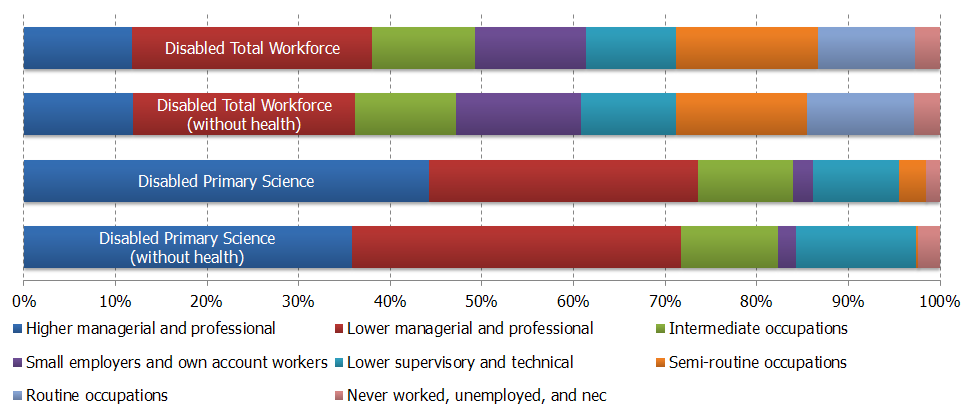 Disabled Total Workforce
Disabled Total Workforce
(without health)
Disabled Primary Science
Disabled Primary Science
(without health)
0% 10% 20% 30% 40% 50% 60% 70% 80% 90% 100%
Higher managerial and professional Lower managerial and professional Intermediate occupations
Small employers and own account workers Lower supervisory and technical Semi-routine occupations
Routine occupations Never worked, unemployed, and nec